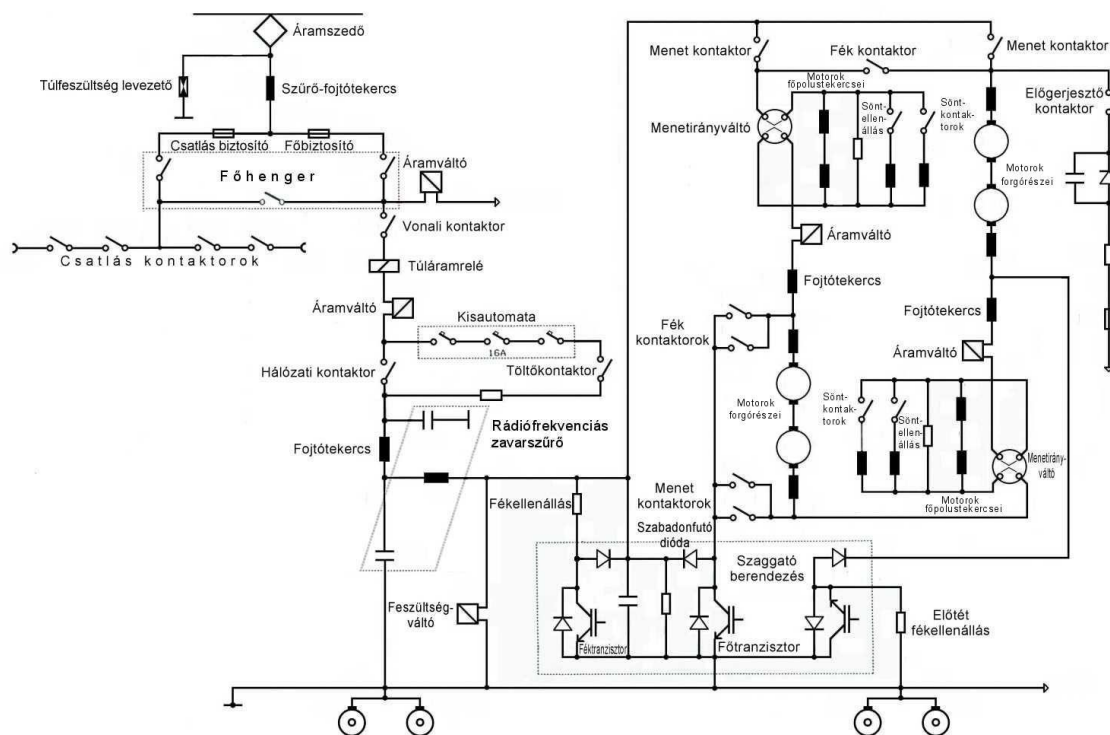 Áramszedő
Túlfeszültség levezető
Szűrő-fojtótekercs
Csatlás biztosító
Főbiztosító
Áramváltó
Főhenger
Vonali kontaktor
Csatlás kontaktorok
Túláramrelé
Áramváltó
Kisautomata
16A
Hálózati kontaktor
Töltőkontaktor
Rádiófrekvenciás
zavarszűrő
Fojtótekercs
Fékellenállás
Feszültség-
váltó
Féktranzisztor
Szabadonfutó
dióda
Szaggató
berendezés
Főtranzisztor
Előtét
fékellenállás
Menet kontaktor
Fék kontaktor
Menet kontaktor
Motorok
főpolustekercsei
Menetirányváltó
Sönt-
ellen-
állás
Sönt-
kontak-
torok
Előgerjesztő
kontaktor
Motorok
forgórészei
Áramváltó
Fojtótekercs
Fék
kontaktorok
Motorok
forgórészei
Menet
kontaktorok
Fojtótekercs
Áramváltó
Sönt-
kontak-
torok
Sönt-
ellen-
állás
Motorok
főpolustekercsei
Menetirány-
váltó